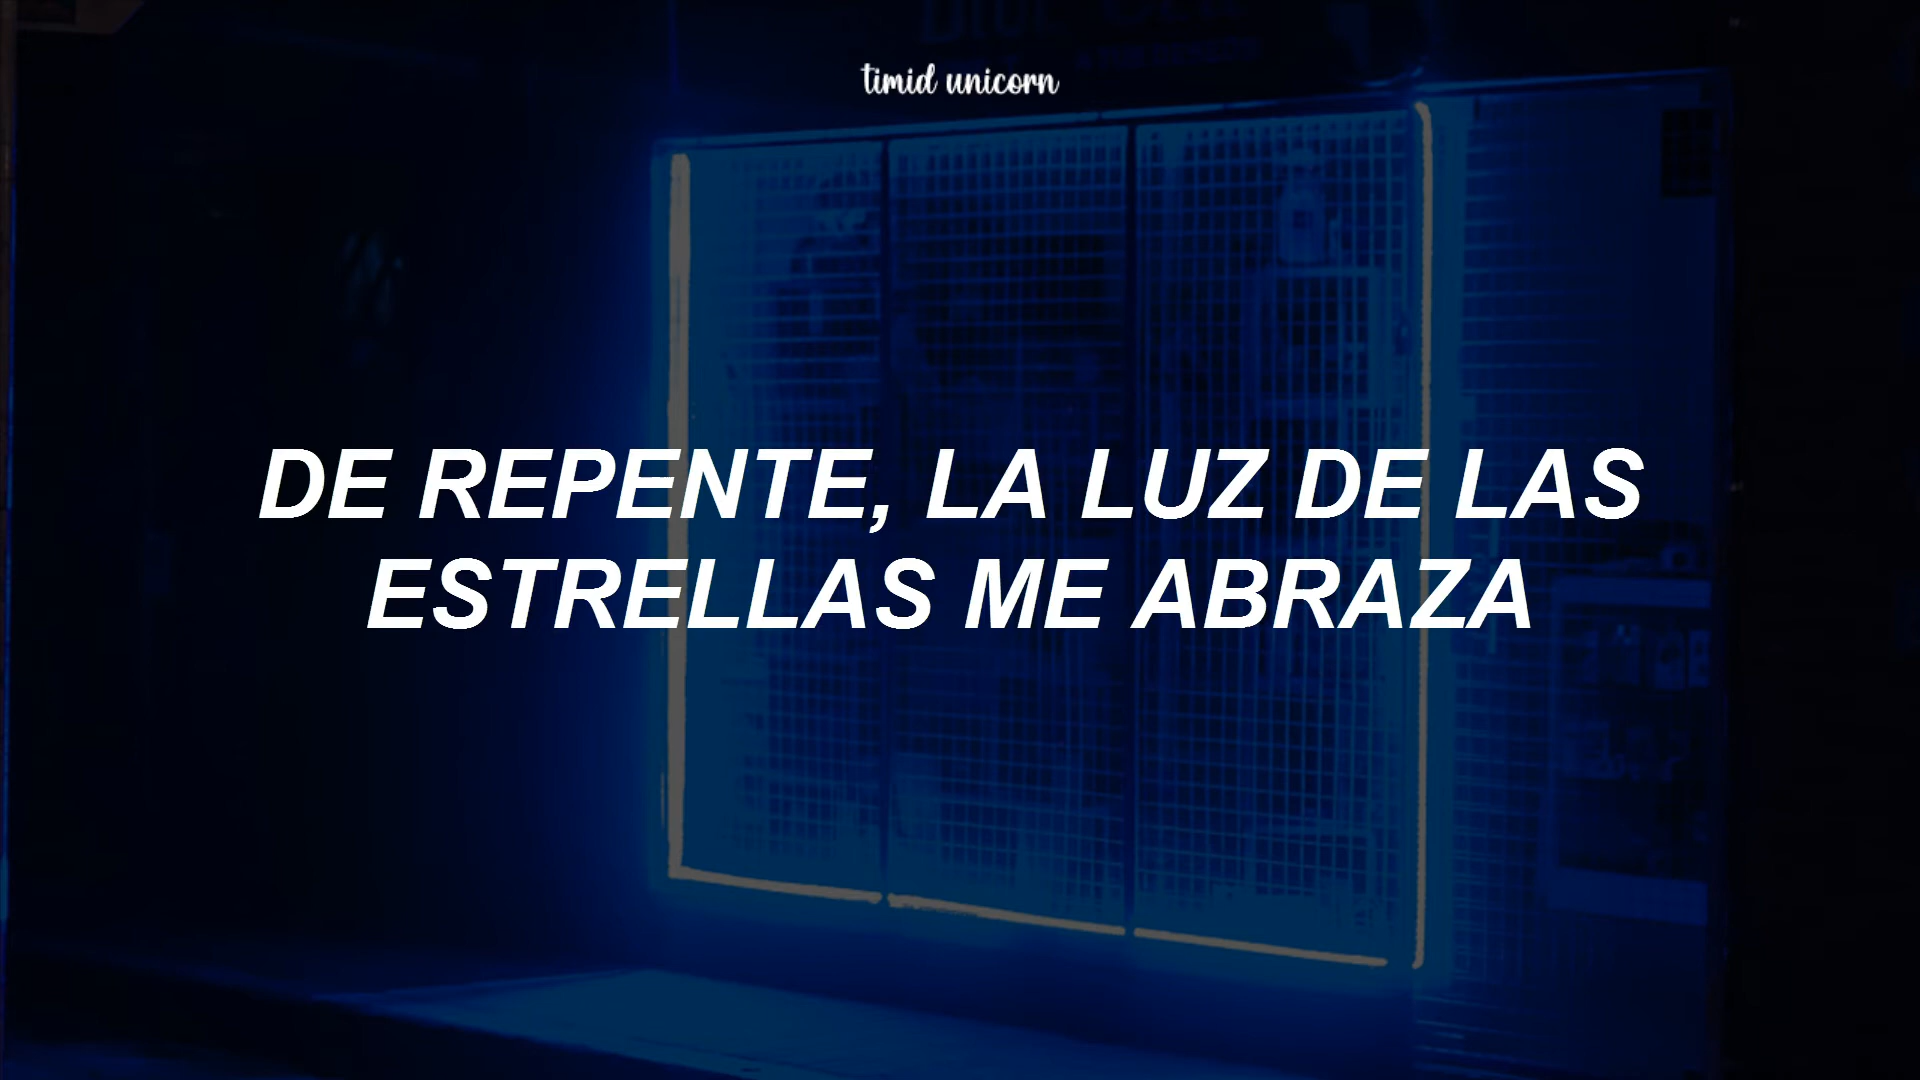 timid unicorn
DE REPENTE, LA LUZ DE LAS
ESTRELLAS ME ABRAZA